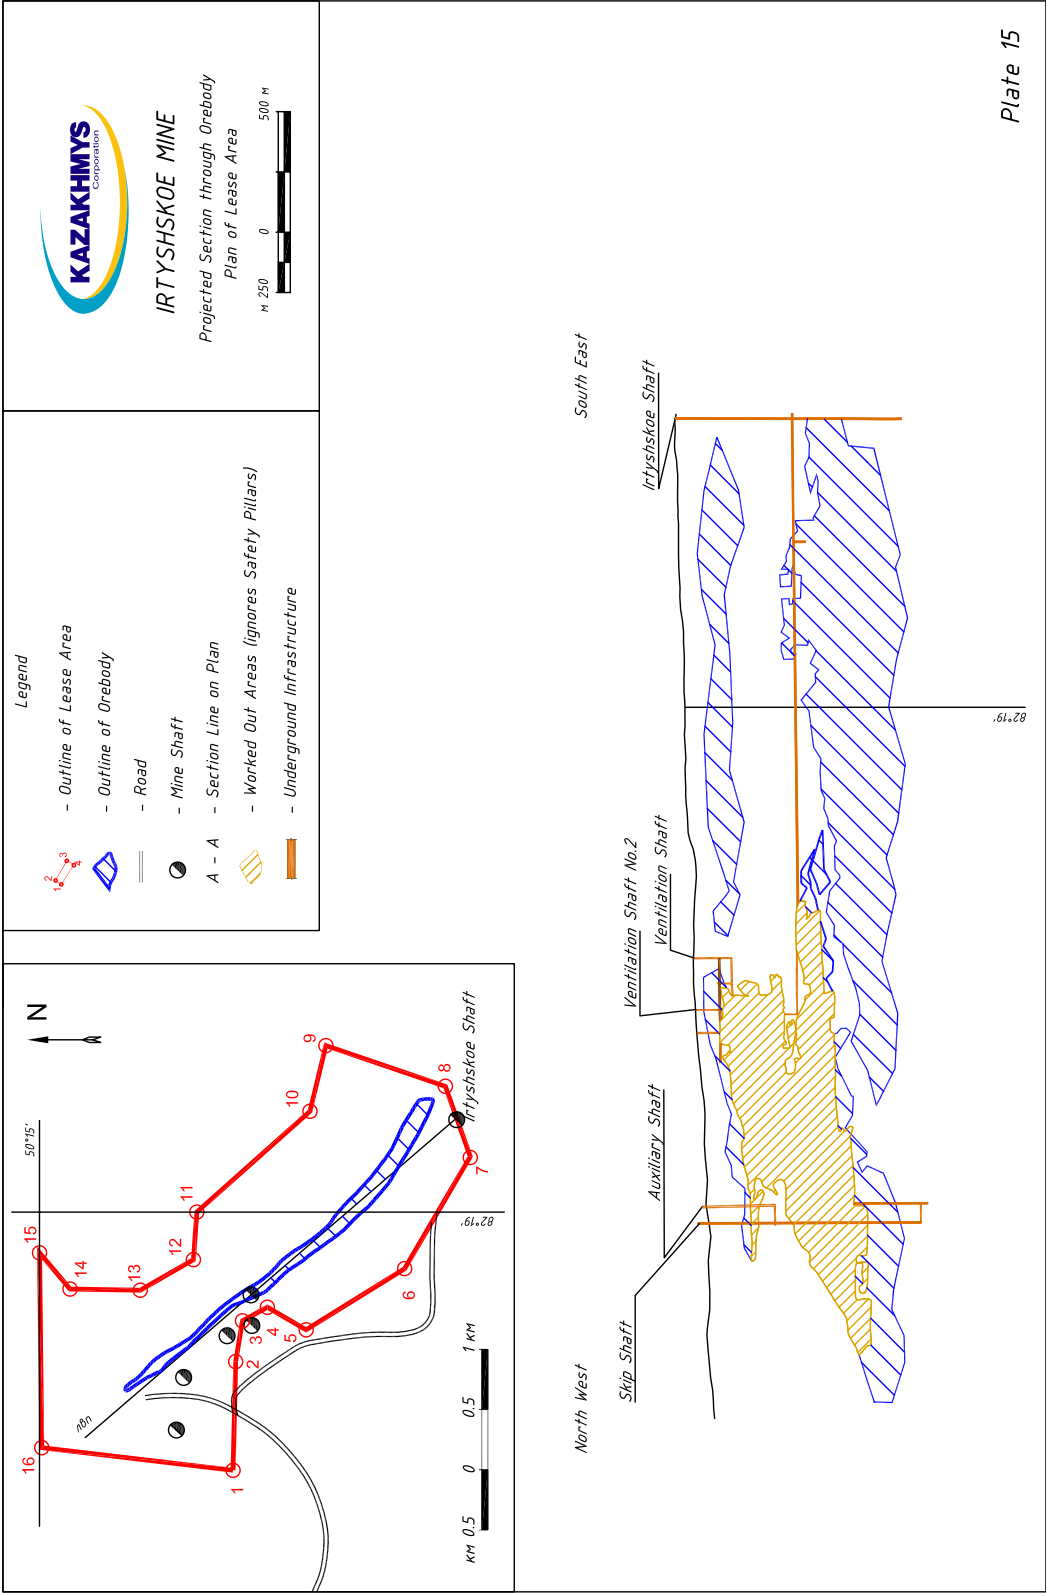 KAZAKHMYS
Corporation
IRTYSHSKOE MINE
Projected Section through Orebody
Plan of Lease Area
м 250 0 500 м
Legend
1 2 3 4 - Outline of Lease Area
- Outline of Orebody
- Road
- Mine Shaft
A - A - Section Line on Plan
- Worked Out Areas (ignores Safety Pillars)
- Underground Infrastructure
N
50°15'
82°19'
1
2
3
4
5
6
7
8
9
10
11
12
13
14
15
16
Irtyshskoe Shaft
км 0.5 0 0.5 1 км
North West
South East
Skip Shaft
Auxiliary Shaft
Ventilation Shaft No.2
Ventilation Shaft
Irtyshskoe Shaft
82°19'
Plate 15